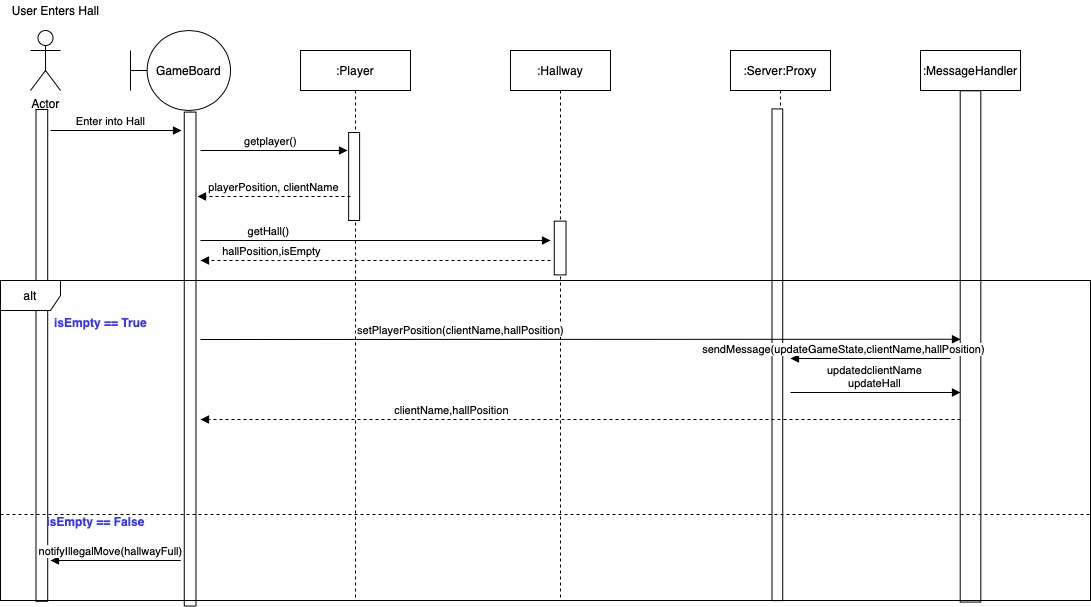 User Enters Hall
Actor
GameBoard
:Player
:Hallway
:Server:Proxy
:MessageHandler
Enter into Hall
getplayer()
playerPosition, clientName
getHall()
hallPosition,isEmpty
alt
isEmpty == True
setPlayerPosition(clientName,hallPosition)
sendMessage(updateGameState,clientName,hallPosition)
updatedclientName
updateHall
clientName,hallPosition
isEmpty == False
notifyIllegalMove(hallwayFull)